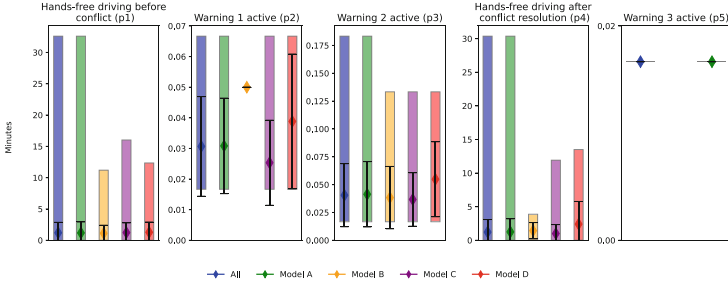 Hands-free driving before
conflict (p1)
Warning 1 active (p2)
Warning 2 active (p3)
Hands-free driving after
conflict resolution (p4)
Warning 3 active (p5)
Minutes
30
25
20
15
10
5
0
0.07
0.06
0.05
0.04
0.03
0.02
0.01
0.00
0.175
0.150
0.125
0.100
0.075
0.050
0.025
0.000
30
25
20
15
10
5
0
0.02
0.00
All
Model A
Model B
Model C
Model D